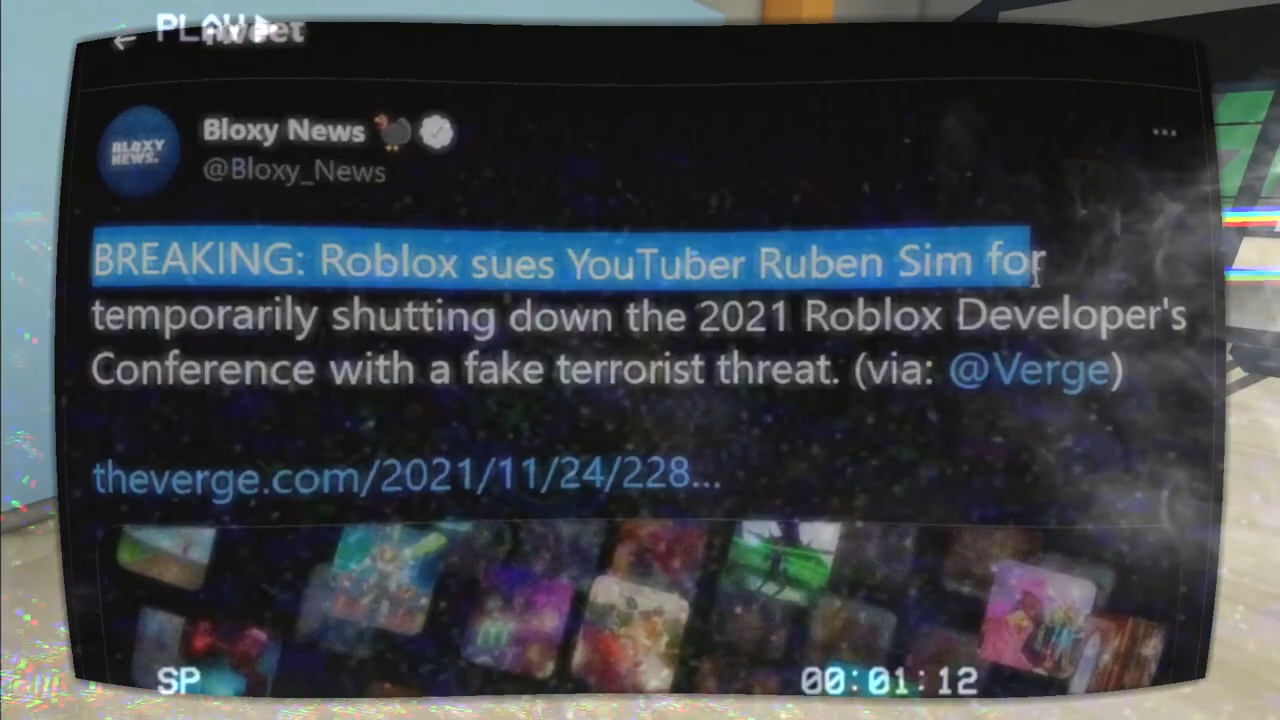 PLAY ▶
← Tweet
BLOXY NEWS.
Bloxy News
@Bloxy_News
BREAKING: Roblox sues YouTuber Ruben Sim for
temporarily shutting down the 2021 Roblox Developer's
Conference with a fake terrorist threat. (via: @Verge)
theverge.com/2021/11/24/228...
SP
00:01:12